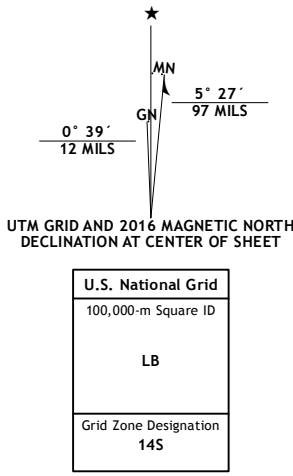 MN
GN
5° 27´
97 MILS
0° 39´
12 MILS
UTM GRID AND 2016 MAGNETIC NORTH
DECLINATION AT CENTER OF SHEET
U.S. National Grid
100,000-m Square ID
LB
Grid Zone Designation
14S